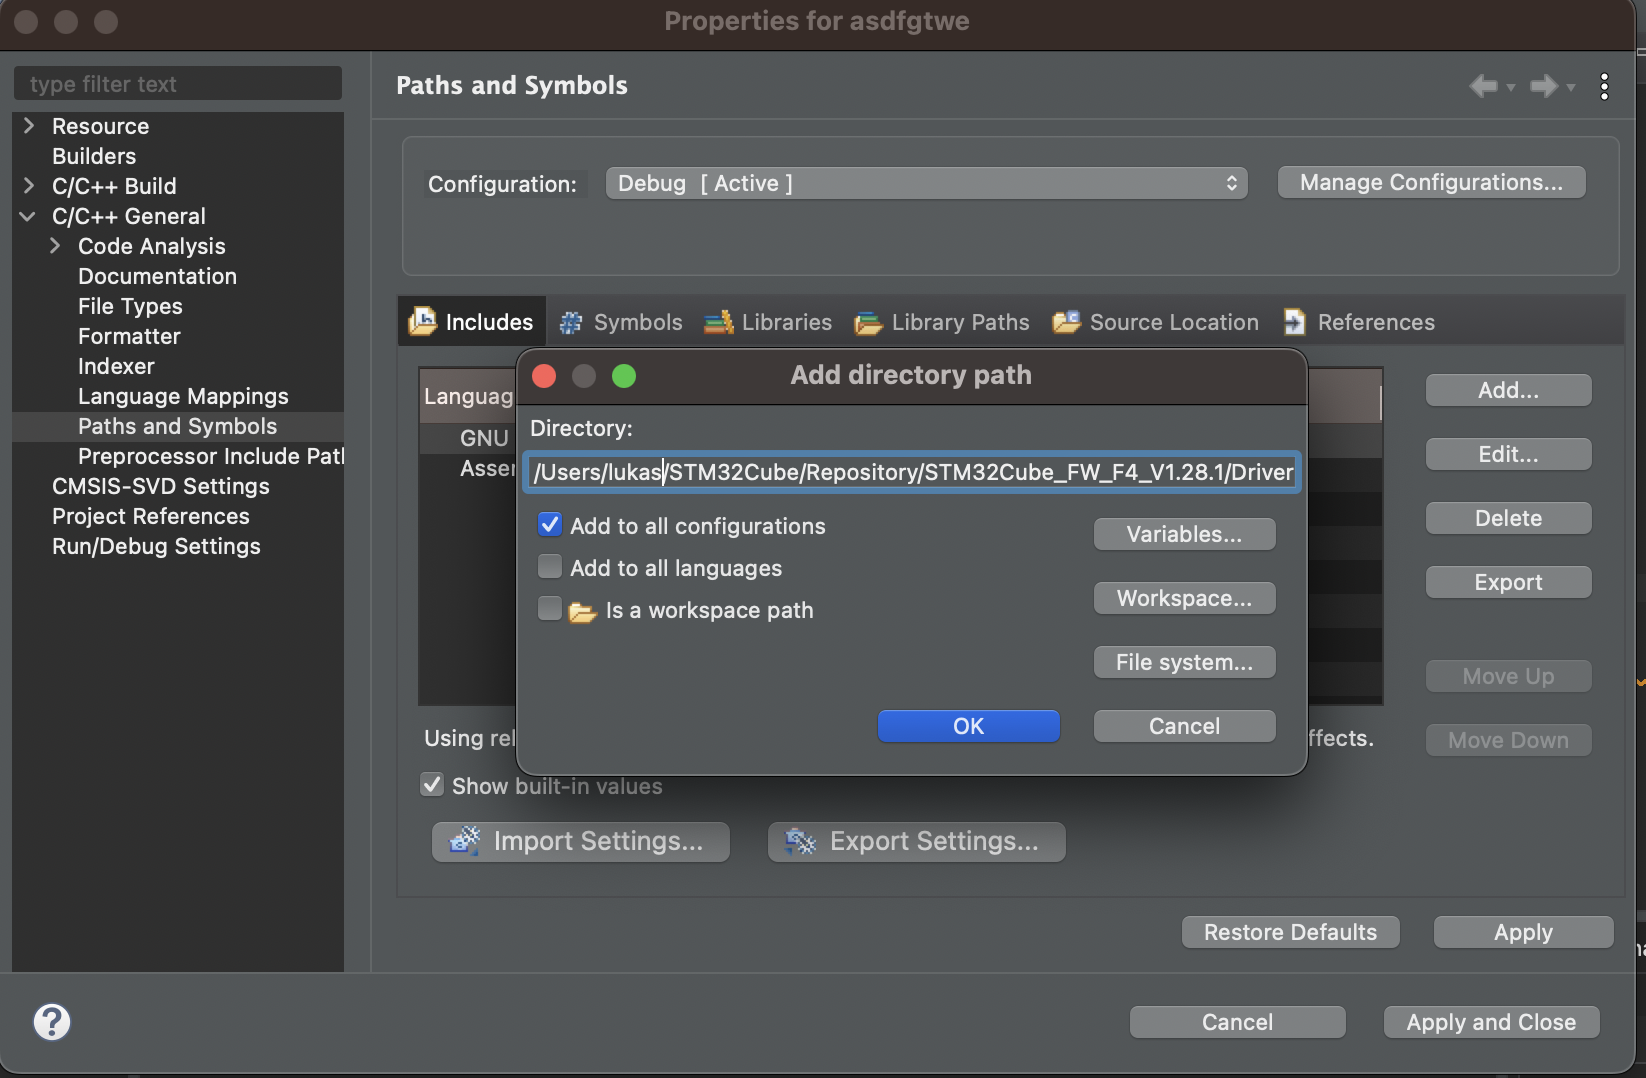 Properties for asdfgtwe
type filter text
Resource
Builders
C/C++ Build
C/C++ General
Code Analysis
Documentation
File Types
Formatter
Indexer
Language Mappings
Paths and Symbols
Preprocessor Include
CMSIS-SVD Settings
Project References
Run/Debug Settings
Paths and Symbols
Configuration:
Debug [ Active ]
Manage Configurations...
Includes
Symbols
Libraries
Library Paths
Source Location
References
GNU
Add directory path
Directory:
/Users/lukas/STM32Cube/Repository/STM32Cube_FW_F4_V1.28.1/Driver
Add to all configurations
Add to all languages
Is a workspace path
Variables...
Workspace...
File system...
OK
Cancel
Add...
Edit...
Delete
Export
Move Up
Move Down
Using
Show built-in values
Import Settings...
Export Settings...
Restore Defaults
Apply
?
Cancel
Apply and Close